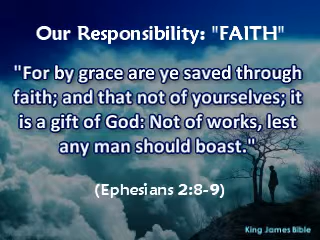 Our Responsibility: "FAITH"
"For by grace are ye saved through
faith; and that not of yourselves; it
is a gift of God: Not of works, lest
any man should boast."
(Ephesians 2:8-9)
King James Bible